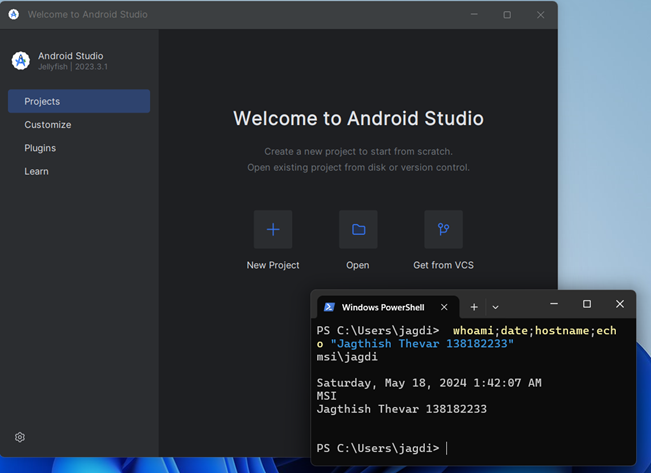 Welcome to Android Studio
Android Studio
Jellyfish | 2023.3.1
Projects
Customize
Plugins
Learn
Welcome to Android Studio
Create a new project to start from scratch.
Open existing project from disk or version control.
New Project
Open
Get from VCS
Windows PowerShell
PS C:\Users\jagdi>  whoami;date;hostname;ech
o "Jagthish Thevar 138182233"
msi\jagdi
Saturday, May 18, 2024 1:42:07 AM
MSI
Jagthish Thevar 138182233
PS C:\Users\jagdi>